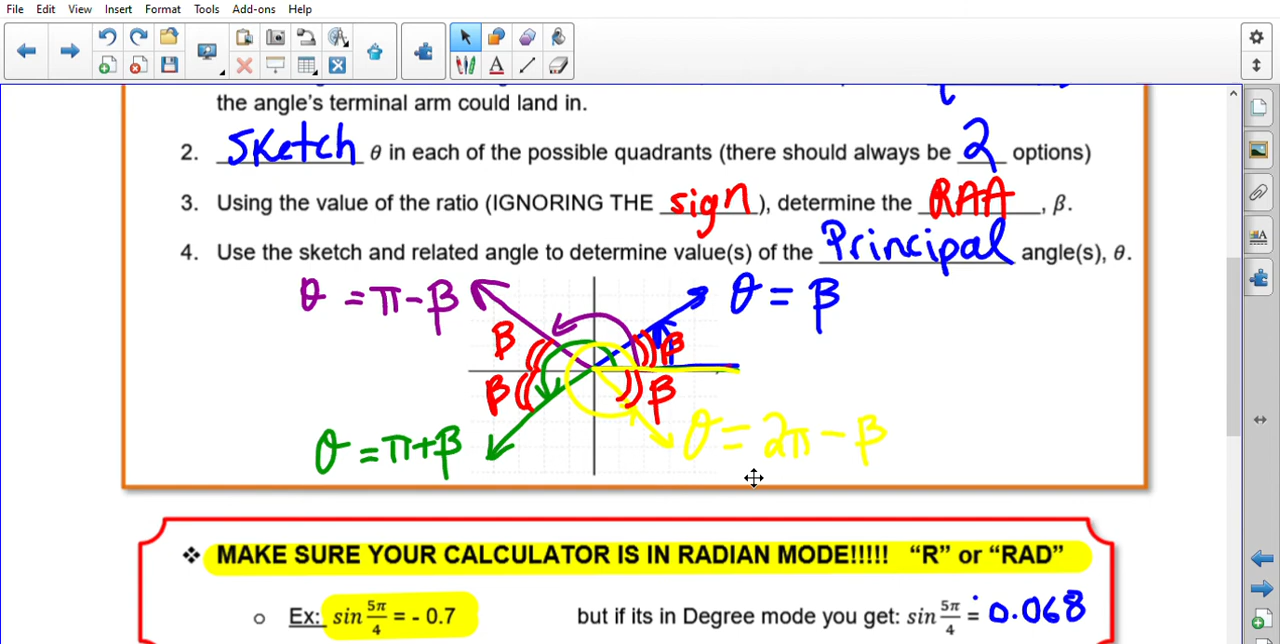 File Edit View Insert Format Tools Add-ons Help
the angle's terminal arm could land in.
2. Sketch θ in each of the possible quadrants (there should always be 2 options)
3. Using the value of the ratio (IGNORING THE sign), determine the RAA, β.
4. Use the sketch and related angle to determine value(s) of the Principal angle(s), θ.
θ = π - β
θ = β
β
β
β
β
θ = π + β
θ = 2π - β
❖ MAKE SURE YOUR CALCULATOR IS IN RADIAN MODE!!!!! "R" or "RAD"
o Ex: sin 5π/4 = - 0.7 but if its in Degree mode you get: sin 5π/4 ≐ 0.068